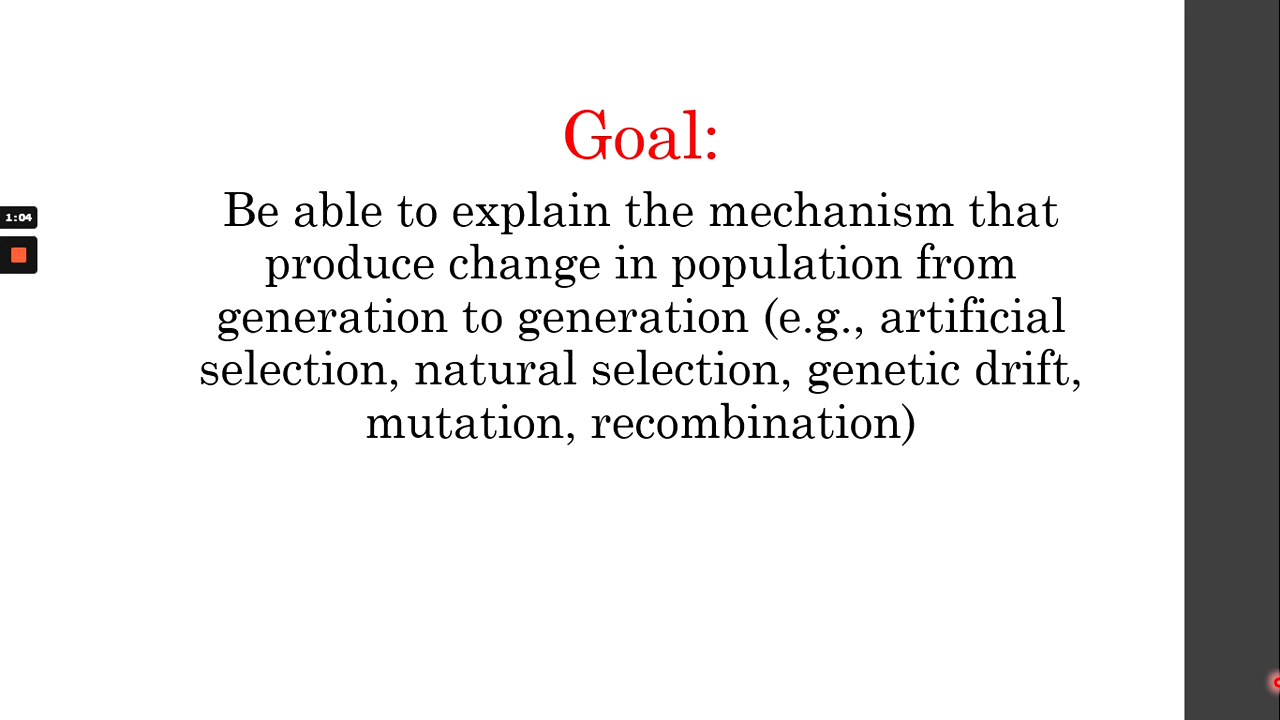 Goal:
Be able to explain the mechanism that
produce change in population from
generation to generation (e.g., artificial
selection, natural selection, genetic drift,
mutation, recombination)
1:04